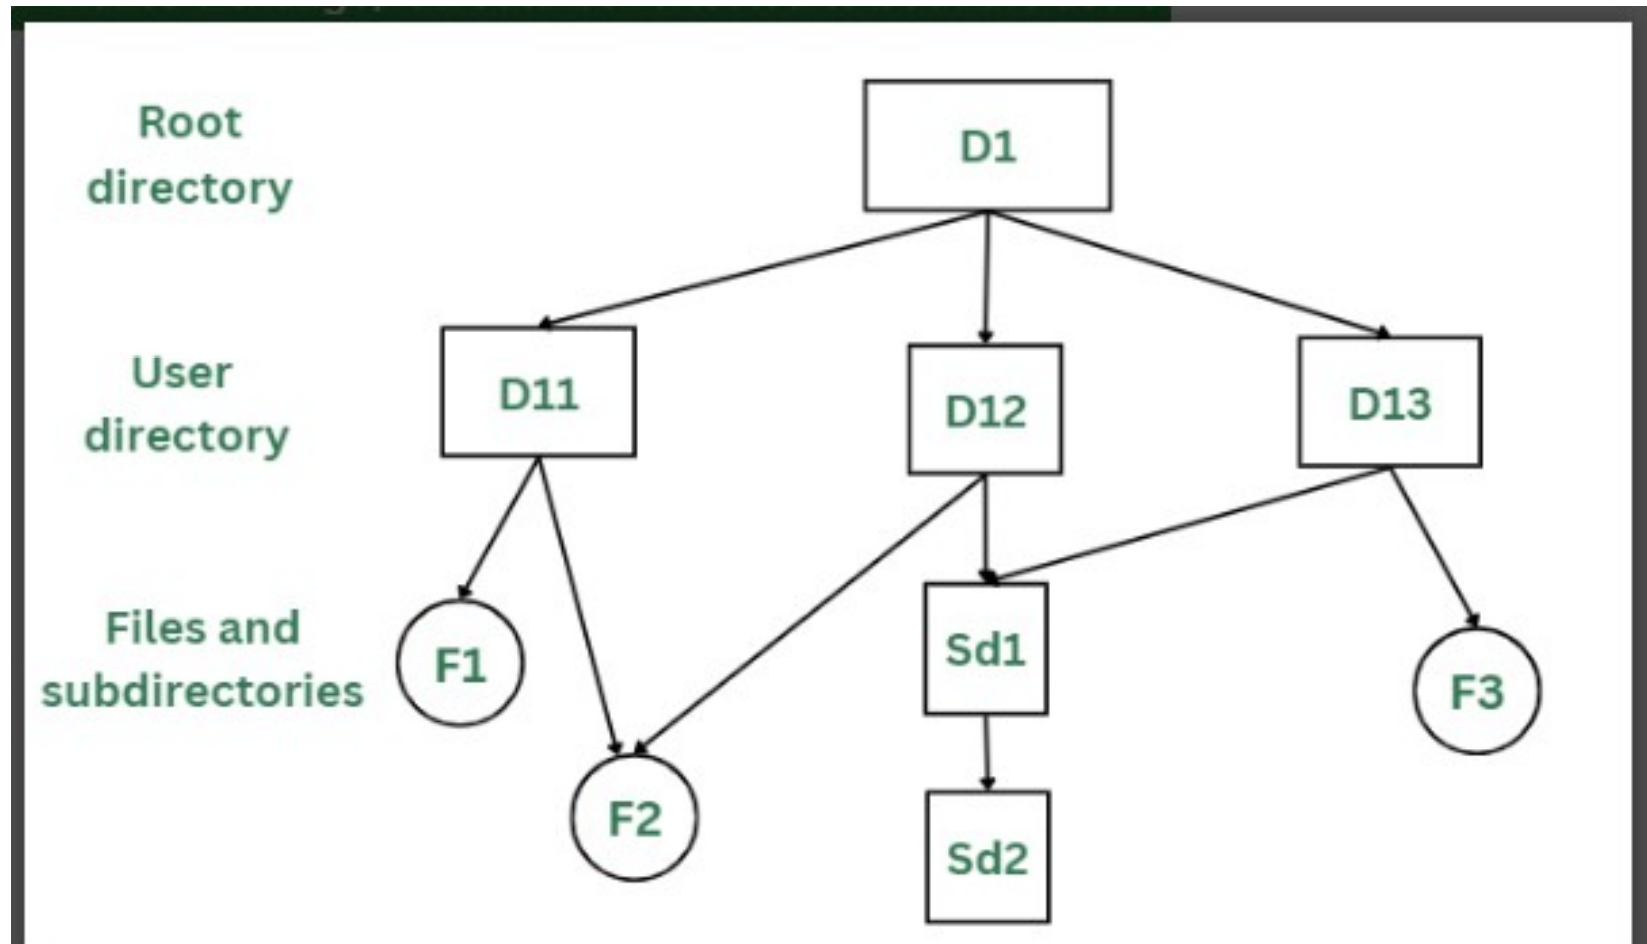 Root
directory
D1
User
directory
D11
D12
D13
Files and
subdirectories
F1
F2
Sd1
F3
Sd2